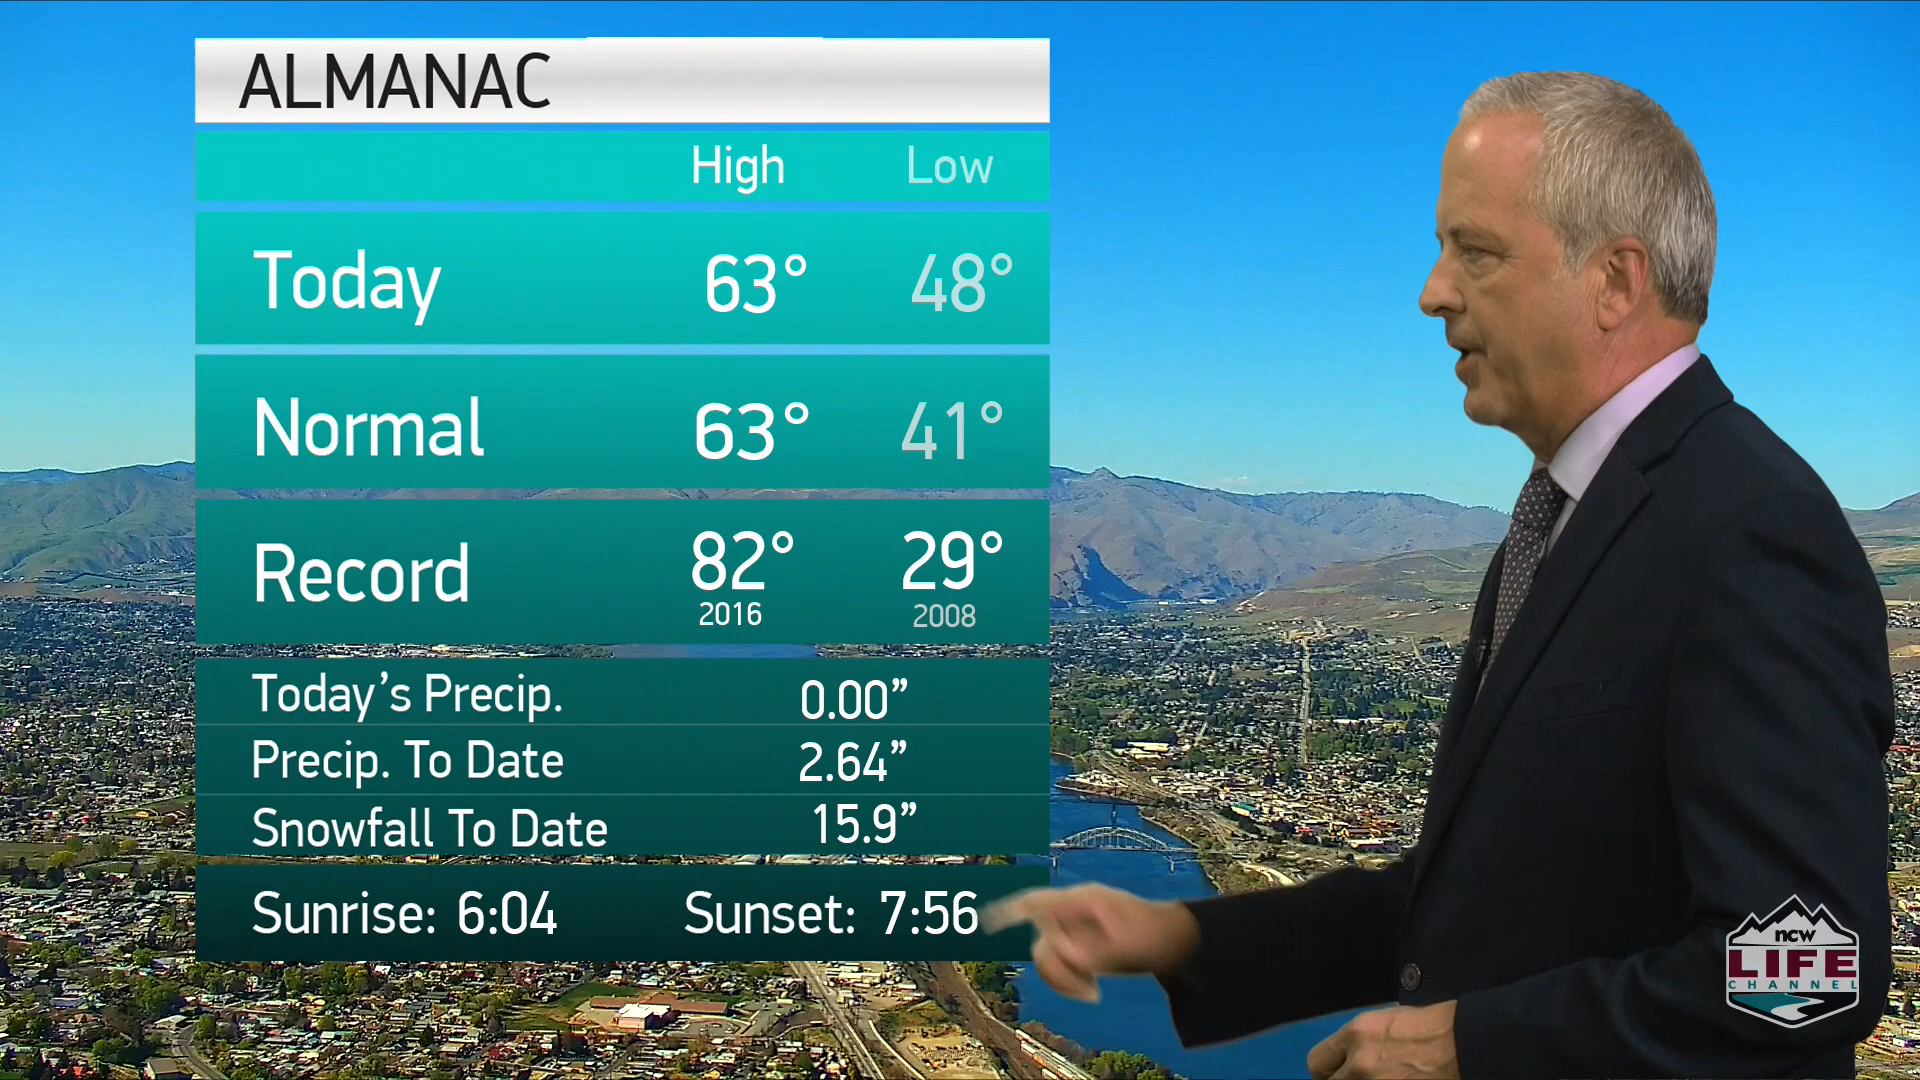 ALMANAC
High Low
Today 63° 48°
Normal 63° 41°
Record 82° 29°
2016 2008
Today's Precip. 0.00”
Precip. To Date 2.64”
Snowfall To Date 15.9”
Sunrise: 6:04 Sunset: 7:56
ncw
LIFE
CHANNEL